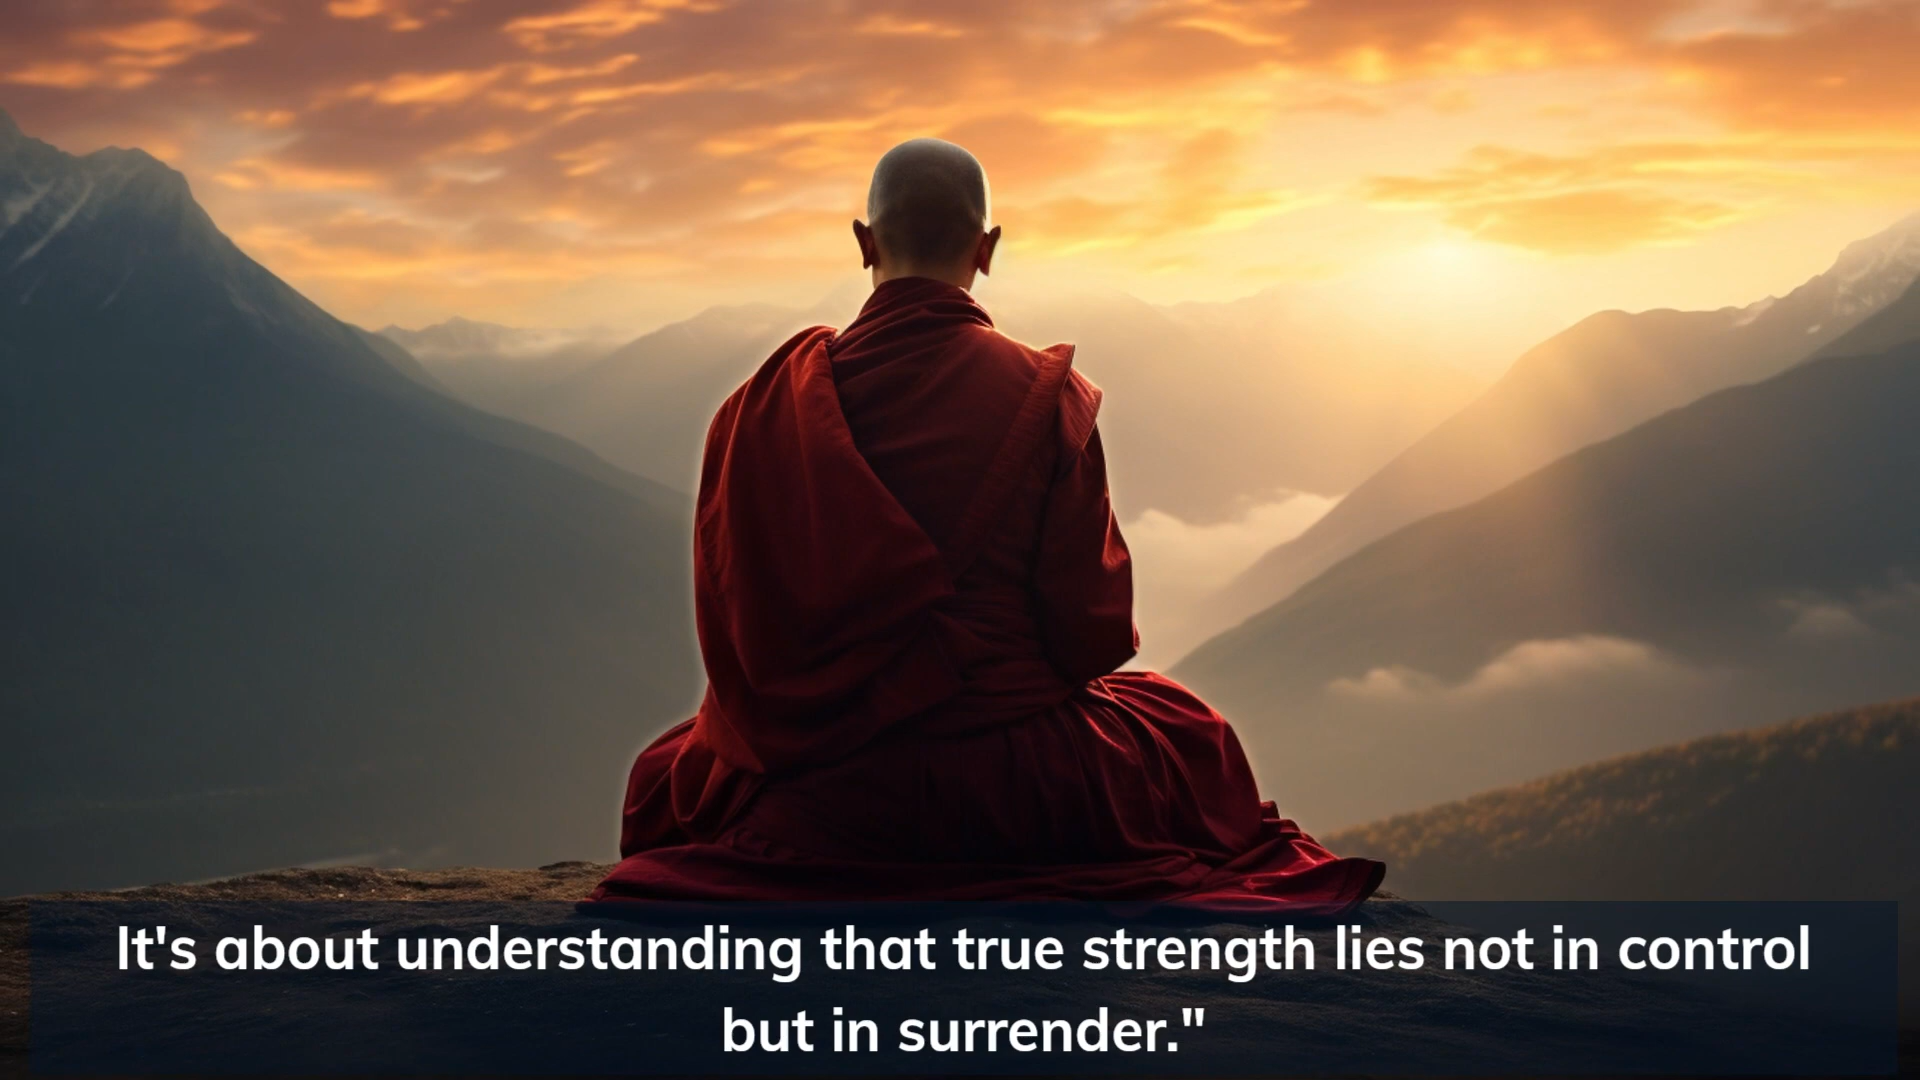 It's about understanding that true strength lies not in control
but in surrender."